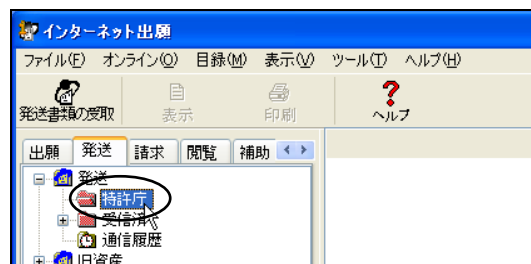 インターネット出願
ファイル(F) オンライン(O) 目録(M) 表示(V) ツール(T) ヘルプ(H)
発送書類の受取 表示 印刷 ヘルプ
出願 発送 請求 閲覧 補助
発送
特許庁
受信済
通信履歴
旧資産